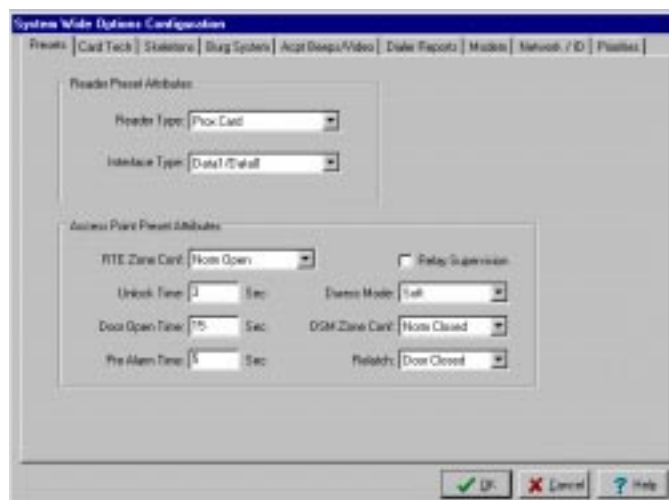 System Wide Options Configuration
Presets Card Tech Skeletons Burg System Acpt Beeps/Video Dialer Reports Modem Network / ID Priorities
Reader Preset Attributes
Reader Type: Prox Card
Interface Type: Data1/Data0
Access Point Preset Attributes
RTE Zone Conf: Norm Open Relay Supervision
Unlock Time: 3 Sec Duress Mode: Soft
Door Open Time: 15 Sec DSM Zone Conf: Norm Closed
Pre Alarm Time: 5 Sec Relatch: Door Closed
OK Cancel Help